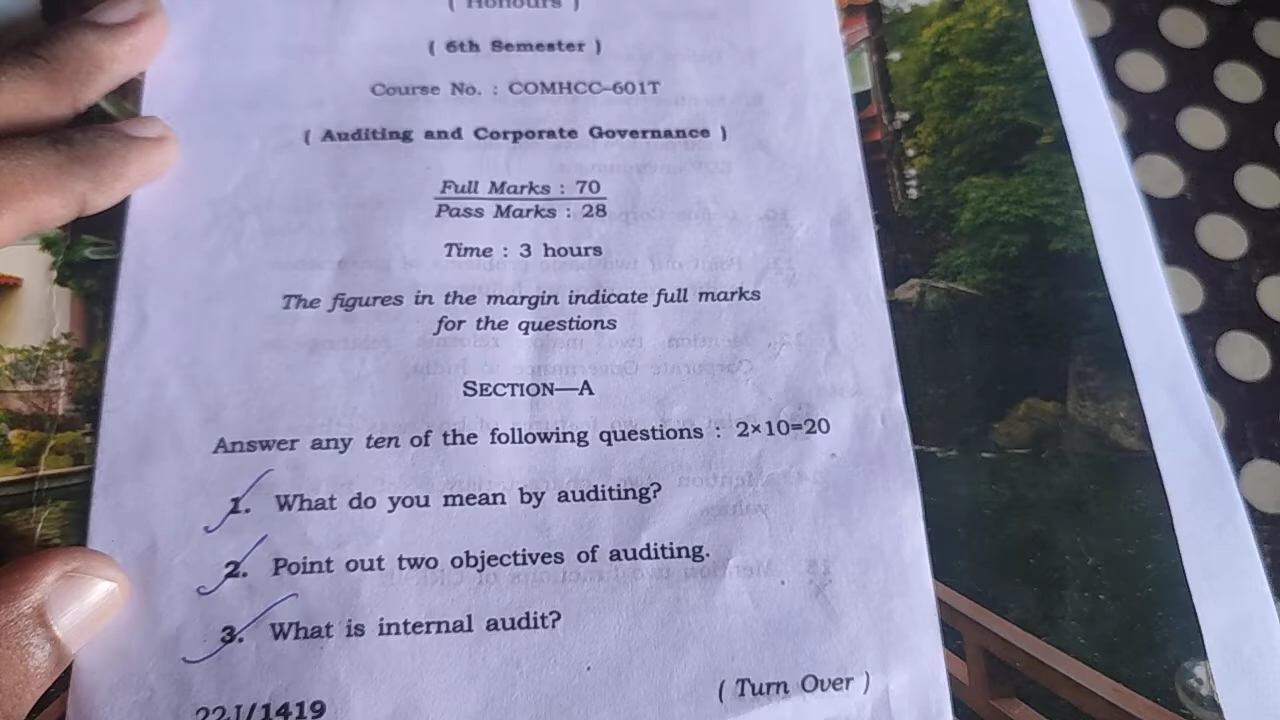 ( Honours )
( 6th Semester )
Course No. : COMHCC-601T
( Auditing and Corporate Governance )
Full Marks : 70
Pass Marks : 28
Time : 3 hours
The figures in the margin indicate full marks
for the questions
SECTION—A
Answer any ten of the following questions : 2×10=20
1. What do you mean by auditing?
2. Point out two objectives of auditing.
3. What is internal audit?
22J/1419
( Turn Over )